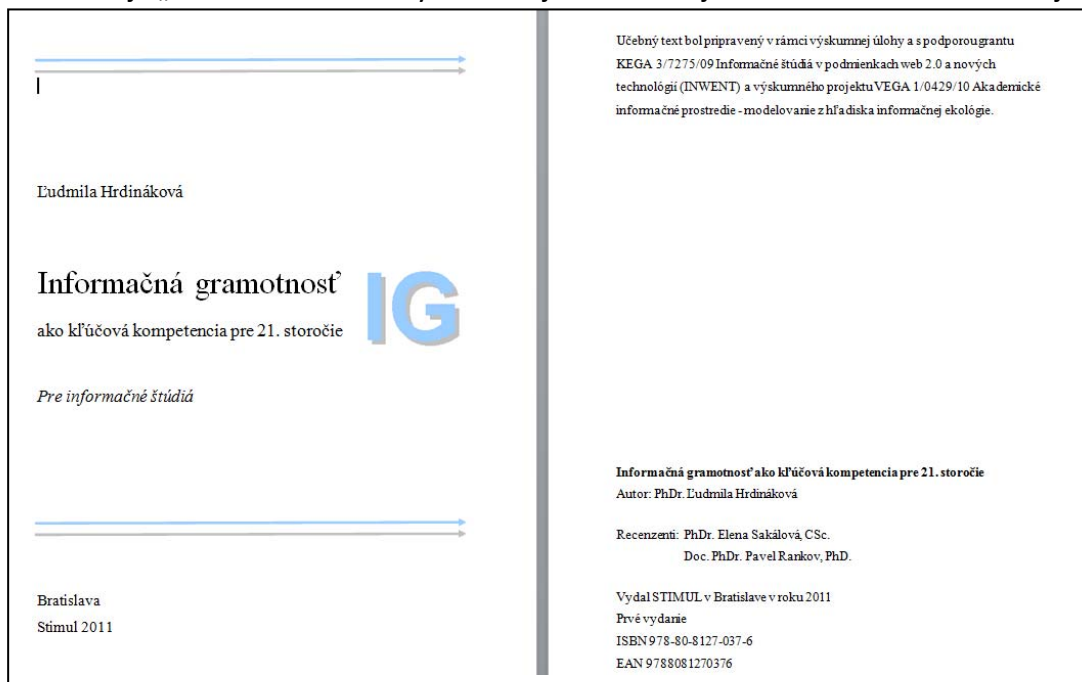 Ľudmila Hrdináková
Informačná gramotnosť
IG
ako kľúčová kompetencia pre 21. storočie
Pre informačné štúdiá
Bratislava
Stimul 2011
Učebný text bol pripravený v rámci výskumnej úlohy a s podporou grantu
KEGA 3/7275/09 Informačné štúdiá v podmienkach web 2.0 a nových
technológií (INWENT) a výskumného projektu VEGA 1/0429/10 Akademické
informačné prostredie - modelovanie z hľadiska informačnej ekológie.
Informačná gramotnosť ako kľúčová kompetencia pre 21. storočie
Autor: PhDr. Ľudmila Hrdináková
Recenzenti: PhDr. Elena Sakálová, CSc.
Doc. PhDr. Pavel Rankov, PhD.
Vydal STIMUL v Bratislave v roku 2011
Prvé vydanie
ISBN 978-80-8127-037-6
EAN 9788081270376